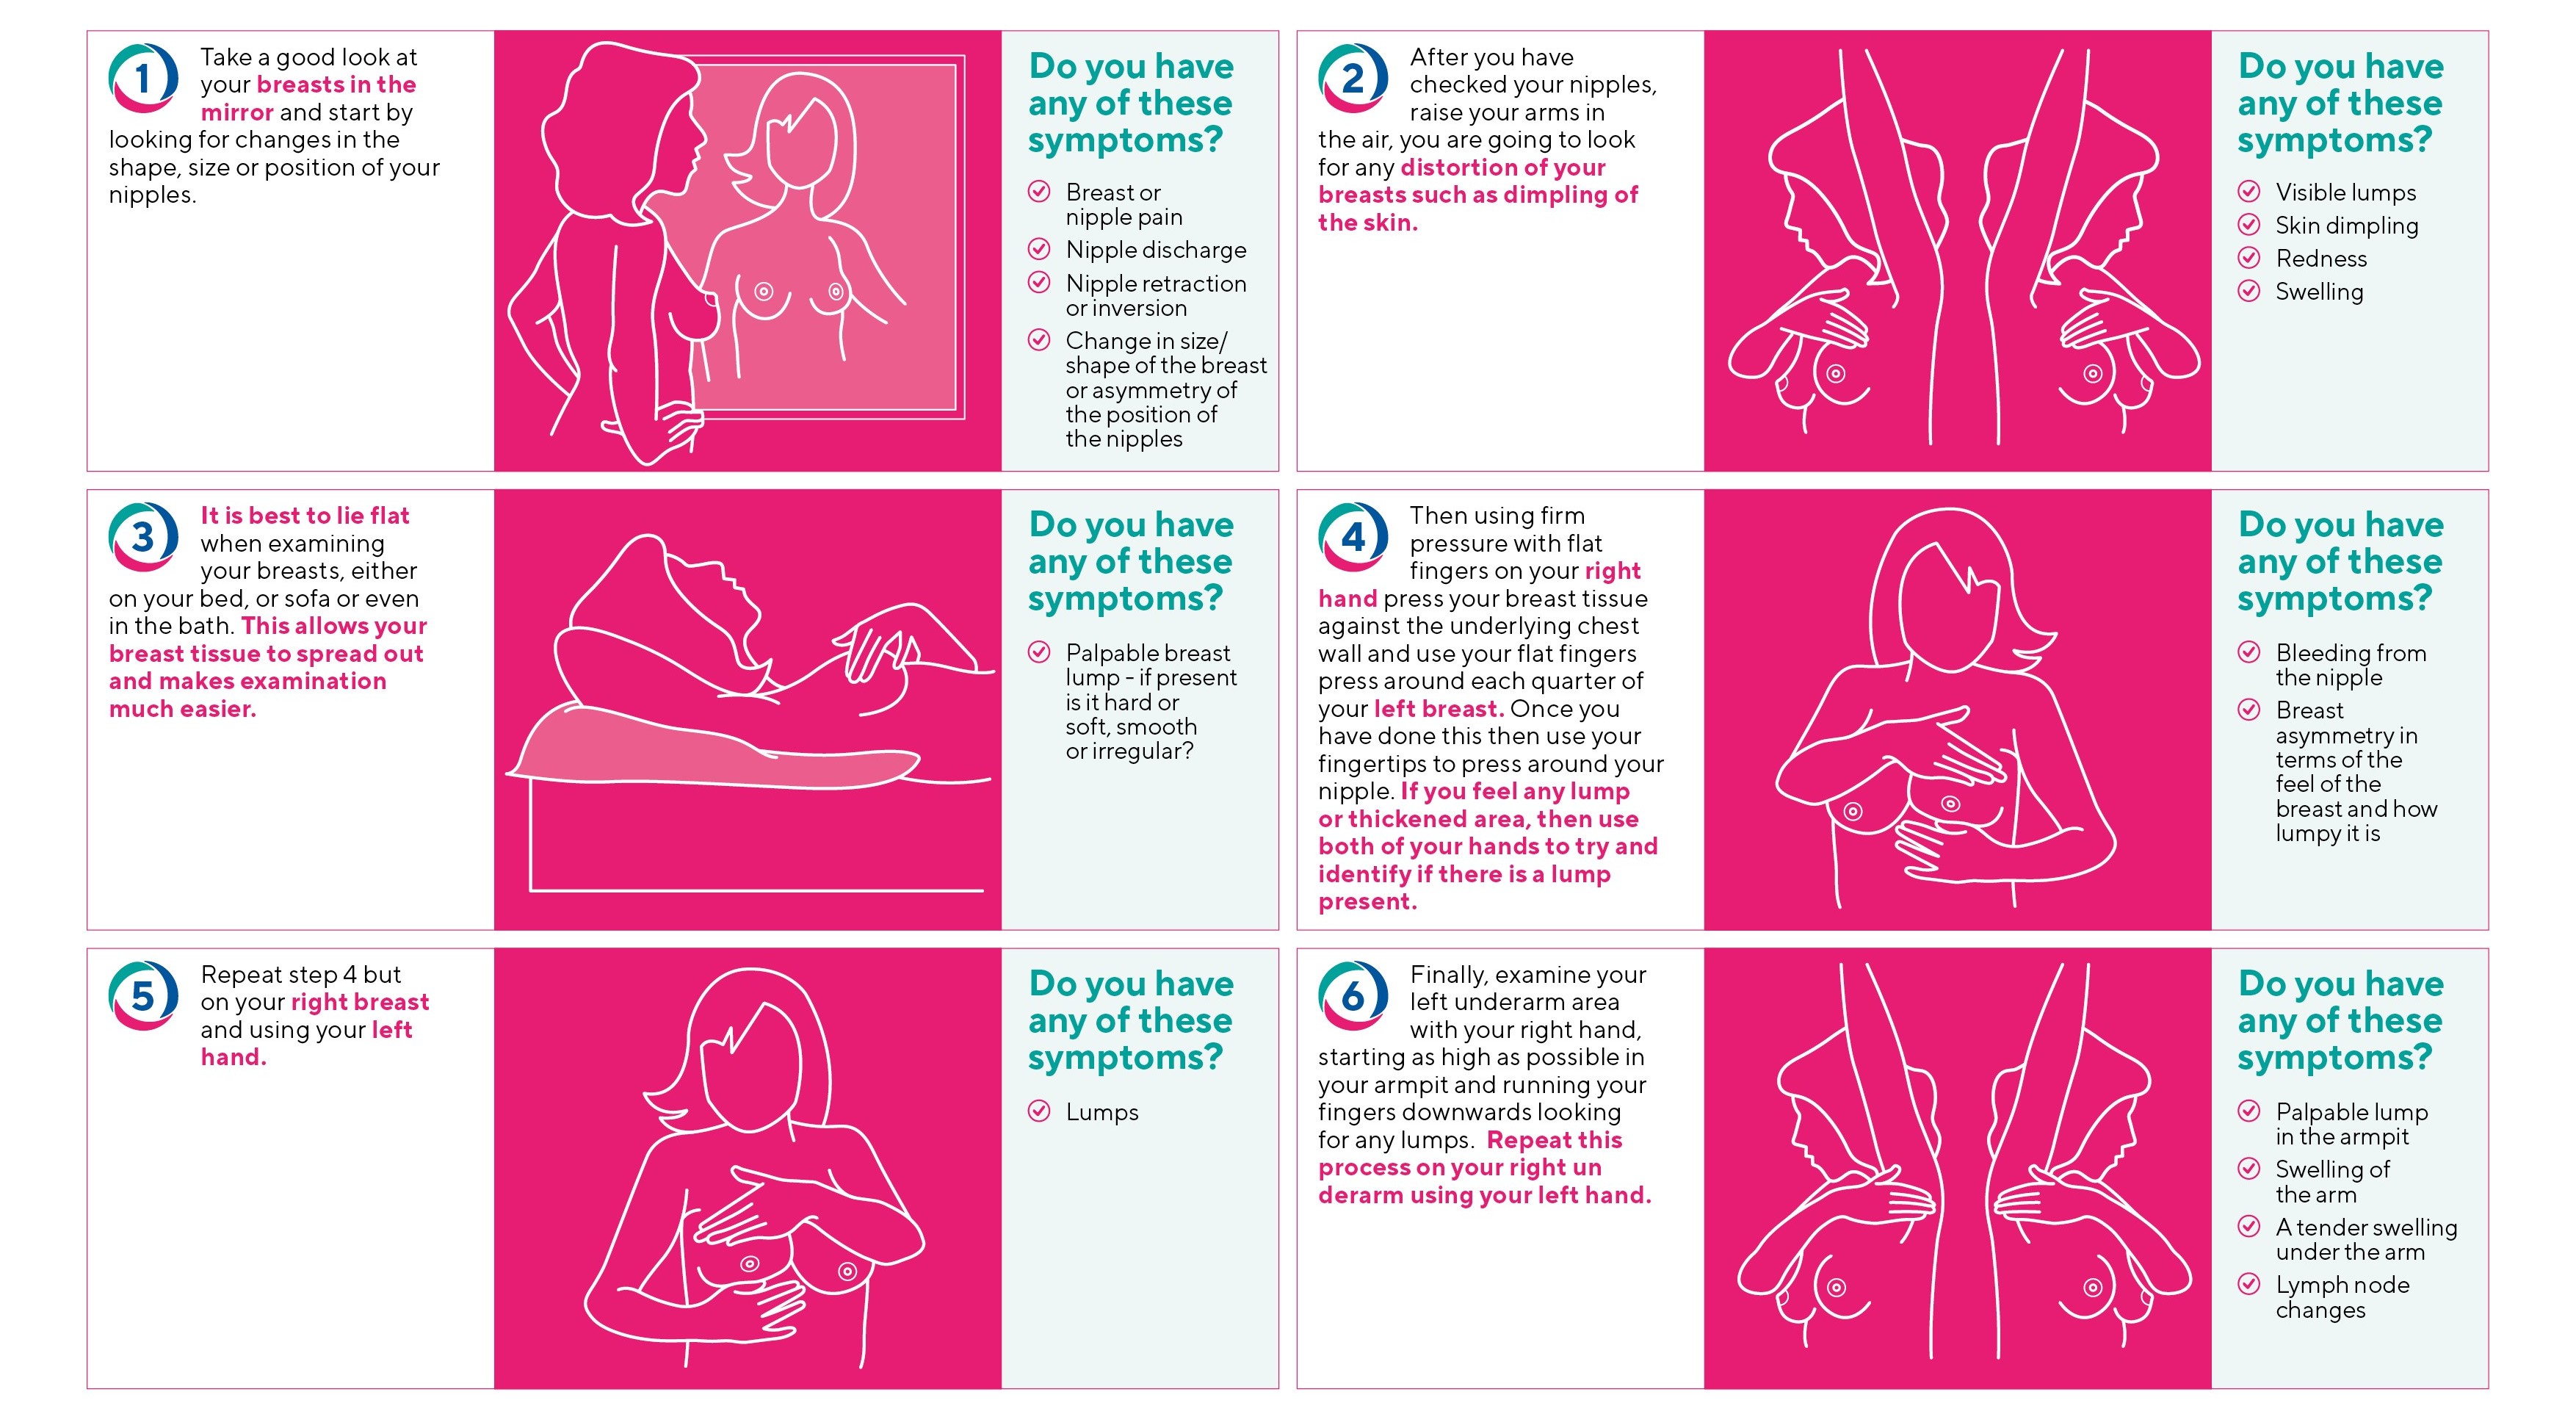 1
Take a good look at
your breasts in the
mirror and start by
looking for changes in the
shape, size or position of your
nipples.
Do you have
any of these
symptoms?
Breast or
nipple pain
Nipple discharge
Nipple retraction
or inversion
Change in size/
shape of the breast
or asymmetry of
the position of
the nipples
2
After you have
checked your nipples,
raise your arms in
the air, you are going to look
for any distortion of your
breasts such as dimpling of
the skin.
Do you have
any of these
symptoms?
Visible lumps
Skin dimpling
Redness
Swelling
3
It is best to lie flat
when examining
your breasts, either
on your bed, or sofa or even
in the bath. This allows your
breast tissue to spread out
and makes examination
much easier.
Do you have
any of these
symptoms?
Palpable breast
lump - if present
is it hard or
soft, smooth
or irregular?
4
Then using firm
pressure with flat
fingers on your right
hand press your breast tissue
against the underlying chest
wall and use your flat fingers
press around each quarter of
your left breast. Once you
have done this then use your
fingertips to press around your
nipple. If you feel any lump
or thickened area, then use
both of your hands to try and
identify if there is a lump
present.
Do you have
any of these
symptoms?
Bleeding from
the nipple
Breast
asymmetry in
terms of the
feel of the
breast and how
lumpy it is
5
Repeat step 4 but
on your right breast
and using your left
hand.
Do you have
any of these
symptoms?
Lumps
6
Finally, examine your
left underarm area
with your right hand,
starting as high as possible in
your armpit and running your
fingers downwards looking
for any lumps. Repeat this
process on your right un
derarm using your left hand.
Do you have
any of these
symptoms?
Palpable lump
in the armpit
Swelling of
the arm
A tender swelling
under the arm
Lymph node
changes